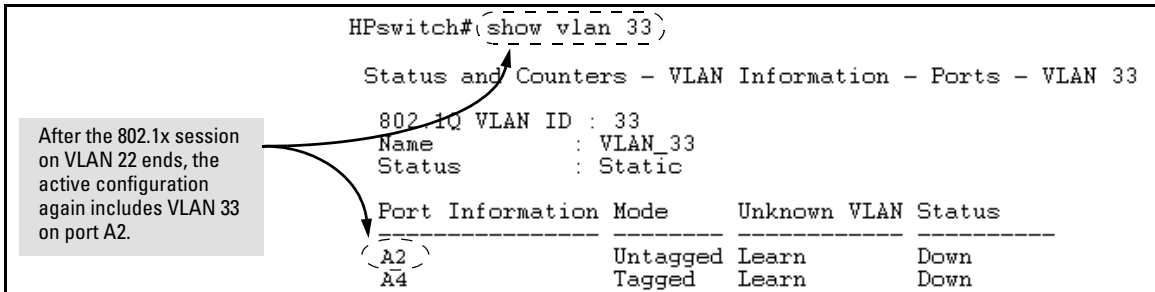 HPswitch# show vlan 33
Status and Counters - VLAN Information - Ports - VLAN 33
802.1Q VLAN ID : 33
Name : VLAN_33
Status : Static
After the 802.1x session
on VLAN 22 ends, the
active configuration
again includes VLAN 33
on port A2.
Port Information Mode Unknown VLAN Status
---------------- -------- ------------ ----------
A2 Untagged Learn Down
A4 Tagged Learn Down